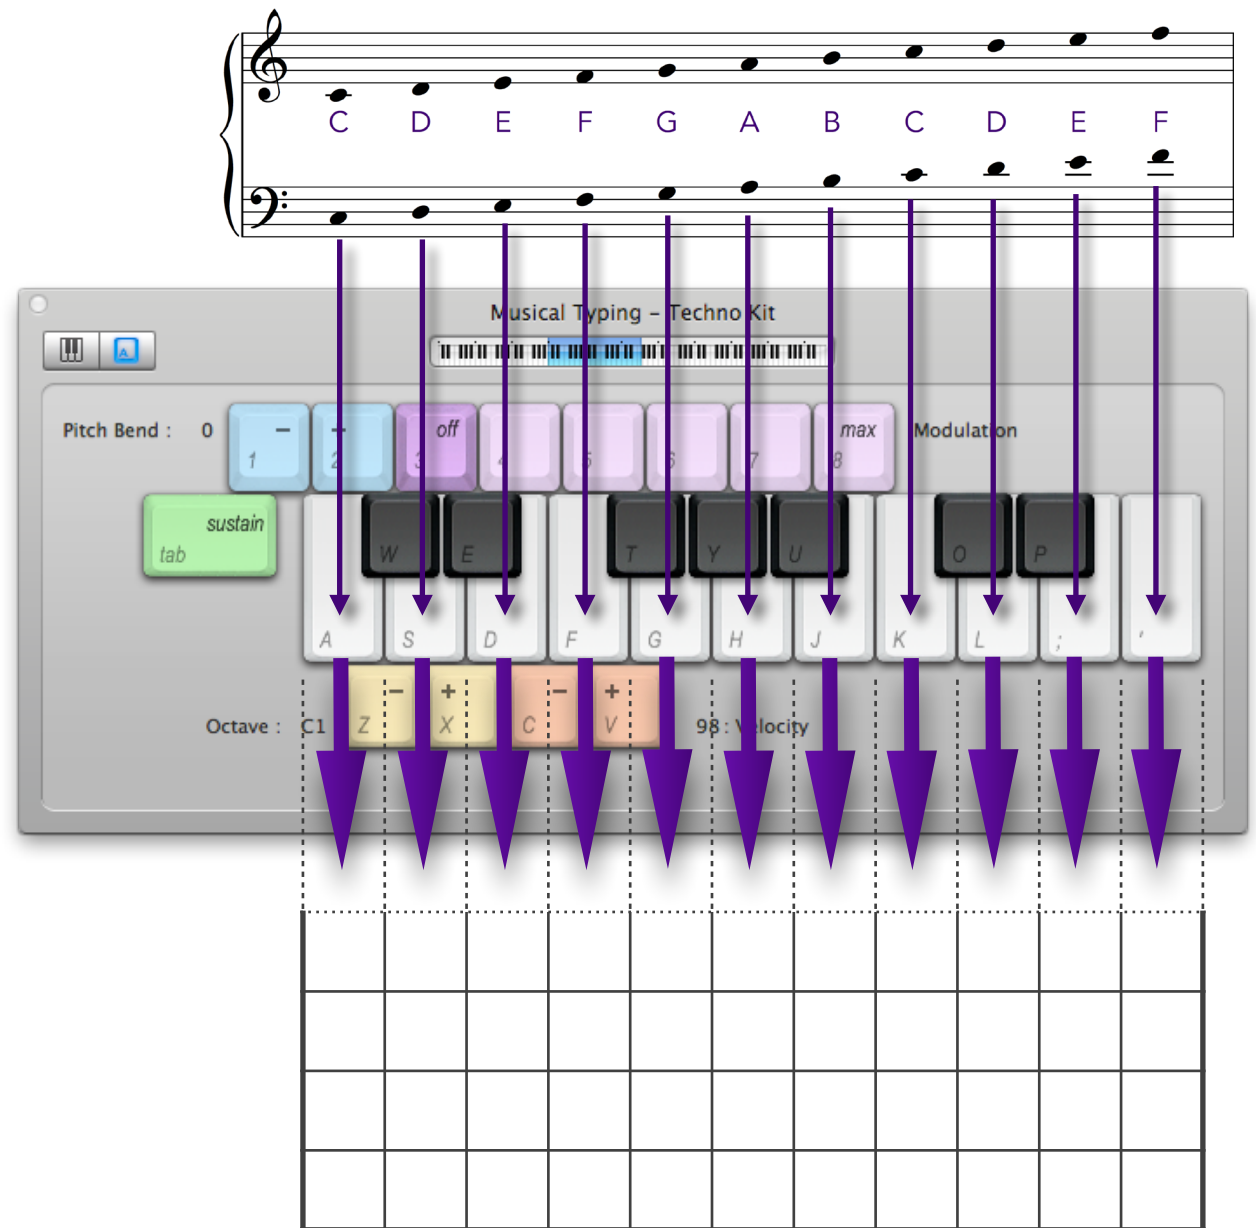 C D E F G A B C D E F
Musical Typing – Techno Kit
A
Pitch Bend : 0 – + off max Modulation
1 2 3 4 5 6 7 8
sustain
tab W E T Y U O P
A S D F G H J K L ; '
– + – +
Octave : C1 Z X C V 98 : Velocity